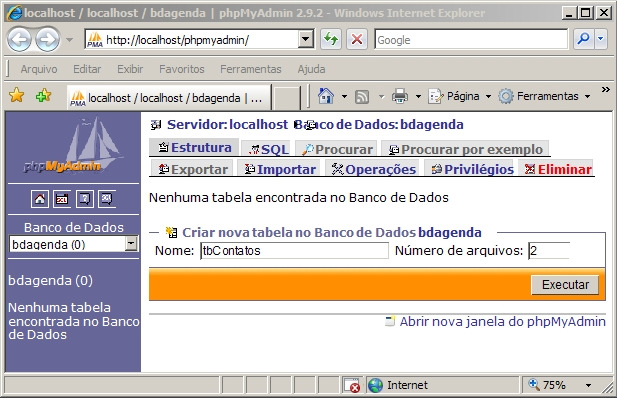 localhost / localhost / bdagenda | phpMyAdmin 2.9.2 - Windows Internet Explorer
PMA http://localhost/phpmyadmin/ Google
Arquivo Editar Exibir Favoritos Ferramentas Ajuda
PMA localhost / localhost / bdagenda | ... Página Ferramentas »
phpMyAdmin
SQL
Banco de Dados
bdagenda (0)
bdagenda (0)
Nenhuma tabela
encontrada no Banco
de Dados
Servidor: localhost Banco de Dados: bdagenda
Estrutura SQL Procurar Procurar por exemplo
Exportar Importar Operações Privilégios Eliminar
Nenhuma tabela encontrada no Banco de Dados
Criar nova tabela no Banco de Dados bdagenda
Nome: tbContatos Número de arquivos: 2
Executar
Abrir nova janela do phpMyAdmin
Internet 75%